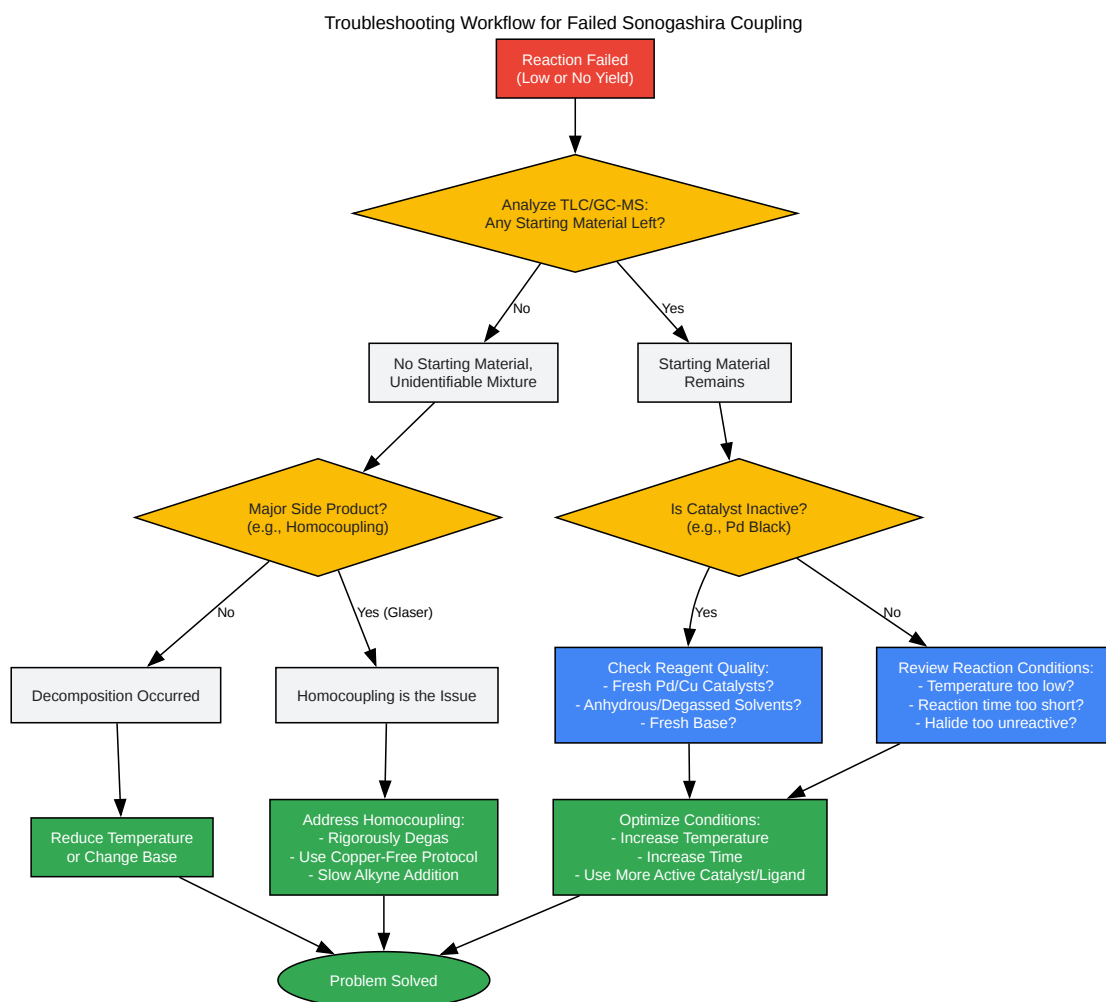 Troubleshooting Workflow for Failed Sonogashira Coupling
Reaction Failed
(Low or No Yield)
Analyze TLC/GC-MS:
Any Starting Material Left?
No
Yes
No Starting Material,
Unidentifiable Mixture
Starting Material
Remains
Major Side Product?
(e.g., Homocoupling)
Is Catalyst Inactive?
(e.g., Pd Black)
No
Yes (Glaser)
Yes
No
Decomposition Occurred
Homocoupling is the Issue
Check Reagent Quality:
- Fresh Pd/Cu Catalysts?
- Anhydrous/Degassed Solvents?
- Fresh Base?
Review Reaction Conditions:
- Temperature too low?
- Reaction time too short?
- Halide too unreactive?
Reduce Temperature
or Change Base
Address Homocoupling:
- Rigorously Degas
- Use Copper-Free Protocol
- Slow Alkyne Addition
Optimize Conditions:
- Increase Temperature
- Increase Time
- Use More Active Catalyst/Ligand
Problem Solved